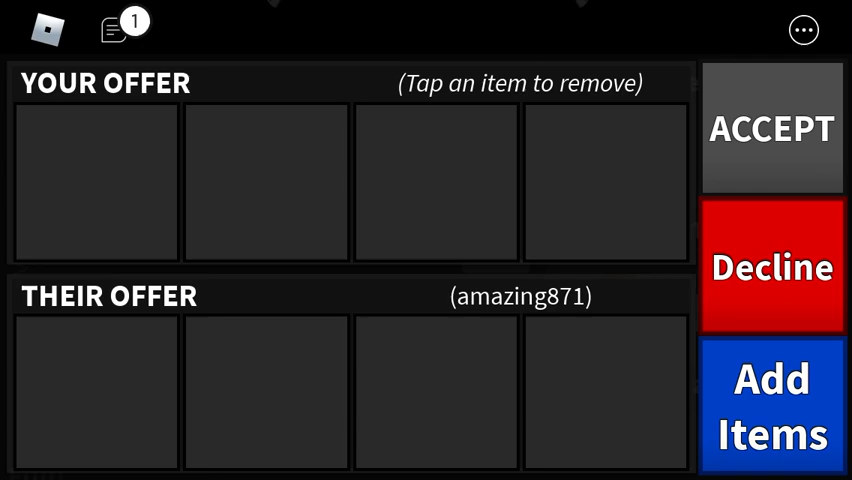 1
YOUR OFFER
(Tap an item to remove)
ACCEPT
Decline
THEIR OFFER
(amazing871)
Add
Items